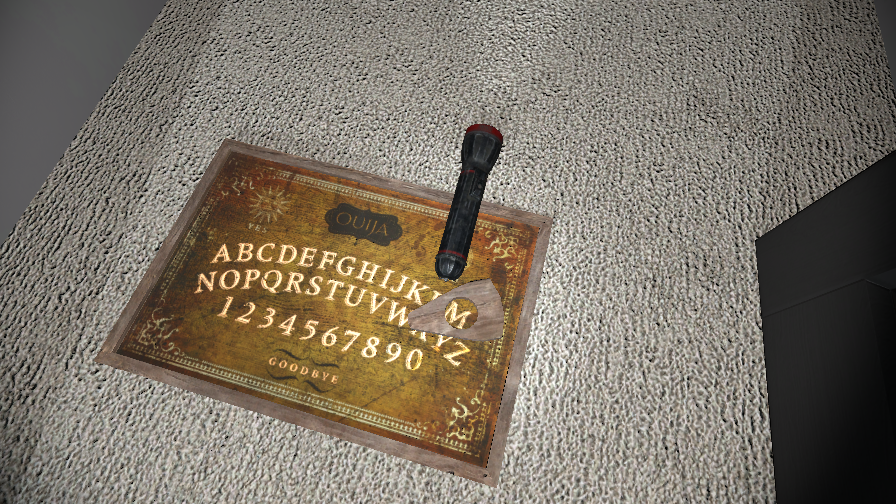 OUIJA
YES
ABCDEFGHIJK
M
NOPQRSTUVW YZ
1234567890
GOODBYE